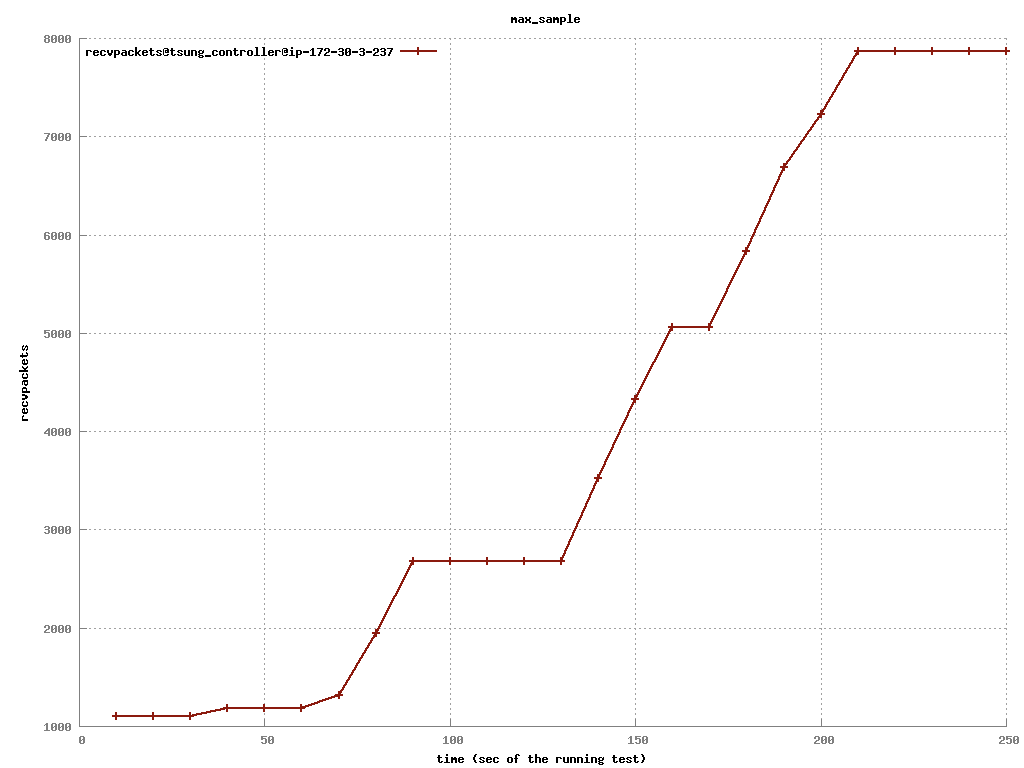 max_sample
8000
recvpackets@tsung_controller@ip-172-30-3-237
7000
6000
5000
recvpackets
4000
3000
2000
1000
0 50 100 150 200 250
time (sec of the running test)